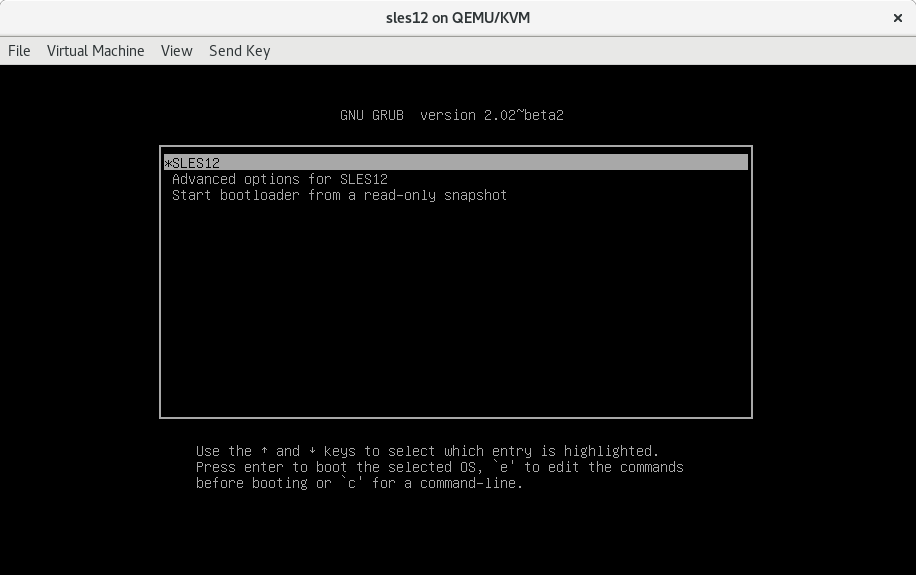 sles12 on QEMU/KVM ×
File Virtual Machine View Send Key
GNU GRUB  version 2.02~beta2
*SLES12
Advanced options for SLES12
Start bootloader from a read-only snapshot
Use the ↑ and ↓ keys to select which entry is highlighted.
Press enter to boot the selected OS, `e' to edit the commands
before booting or `c' for a command-line.